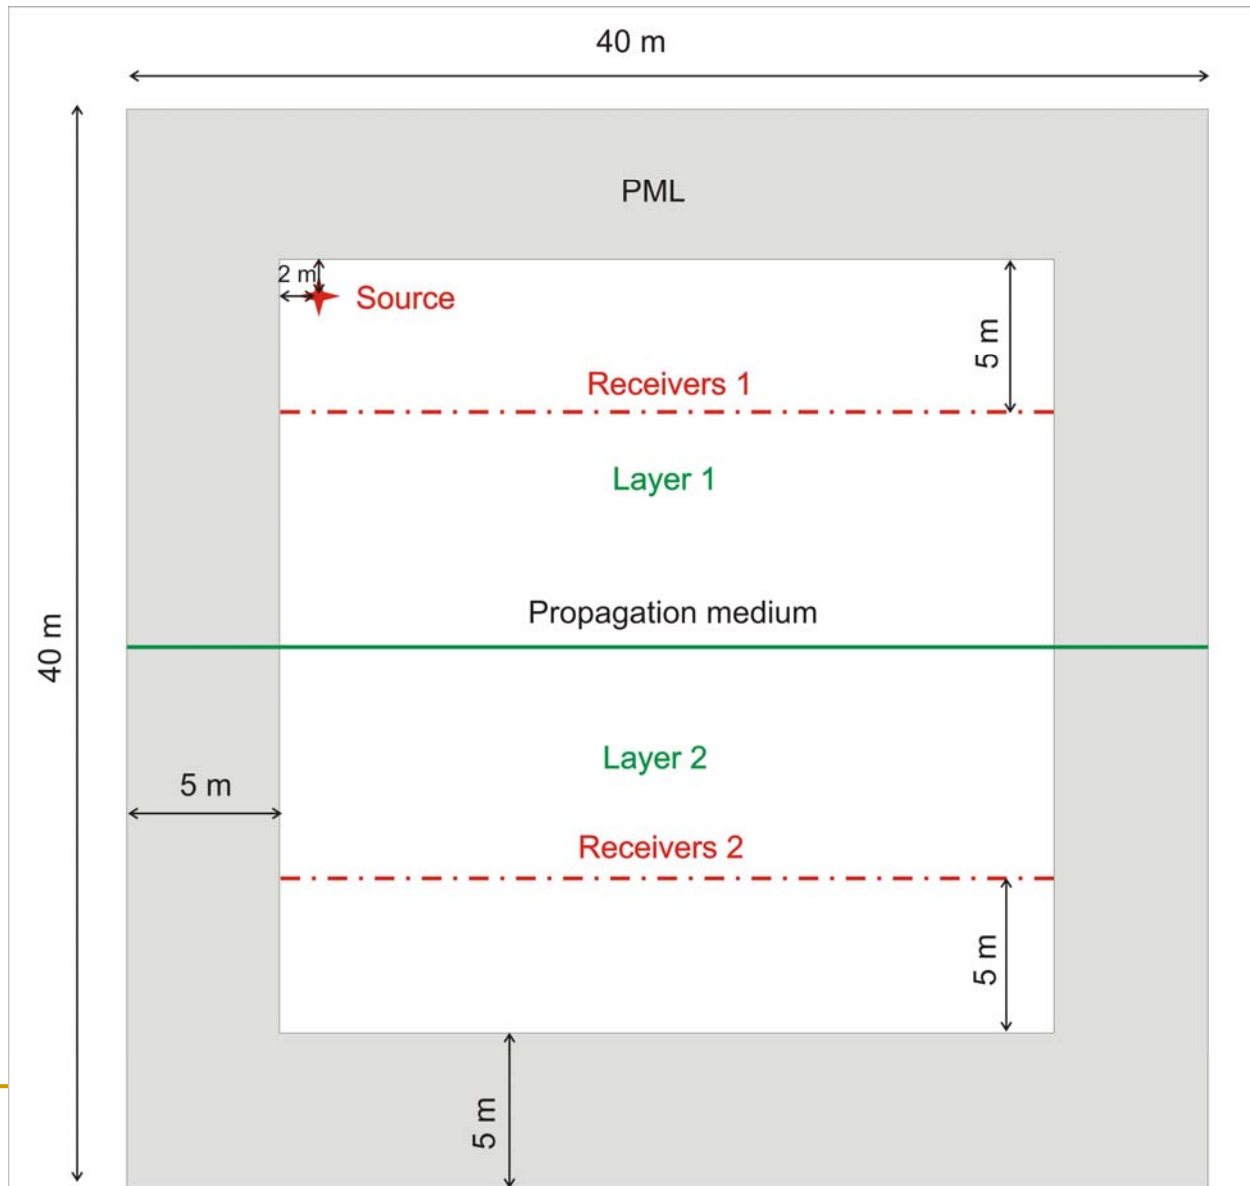 40 m
PML
2 m
Source
5 m
Receivers 1
Layer 1
Propagation medium
40 m
Layer 2
5 m
Receivers 2
5 m
5 m